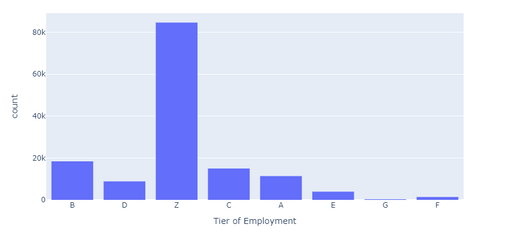 80k
60k
40k
20k
0
count
B D Z C A E G F
Tier of Employment